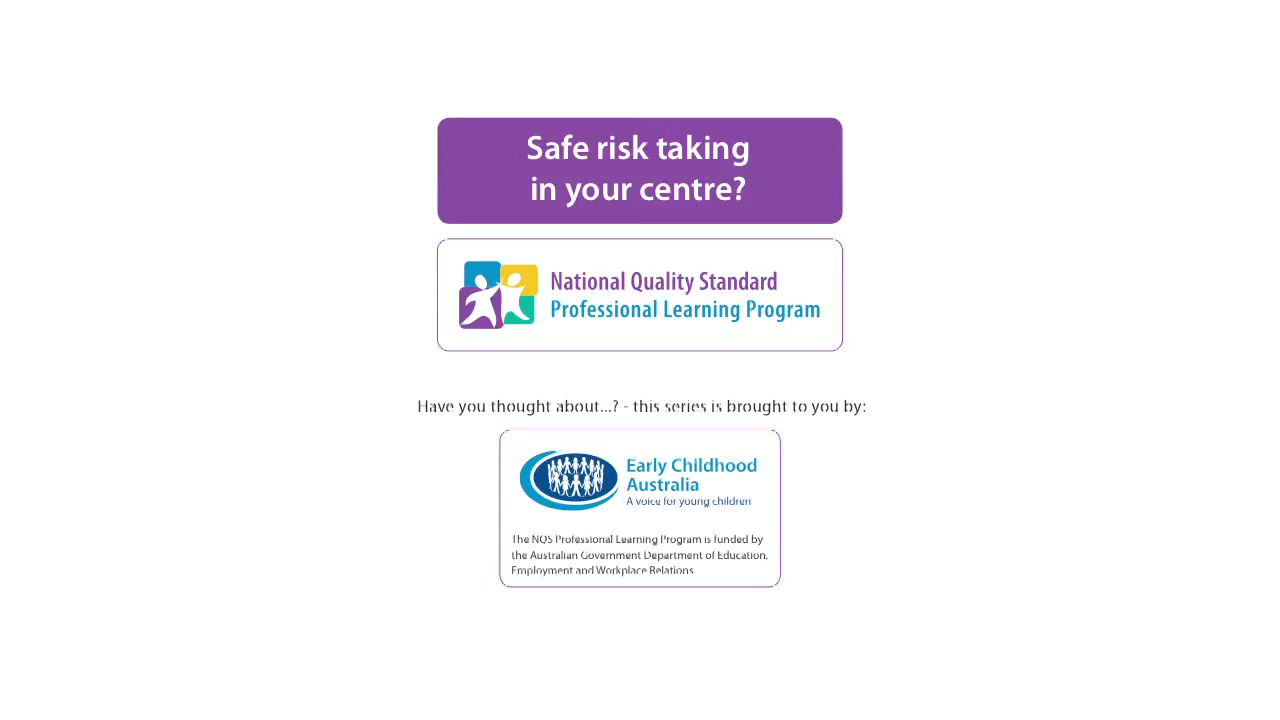 Safe risk taking
in your centre?
National Quality Standard
Professional Learning Program
Have you thought about...? - this series is brought to you by:
Early Childhood
Australia
A voice for young children
The NQS Professional Learning Program is funded by
the Australian Government Department of Education,
Employment and Workplace Relations.